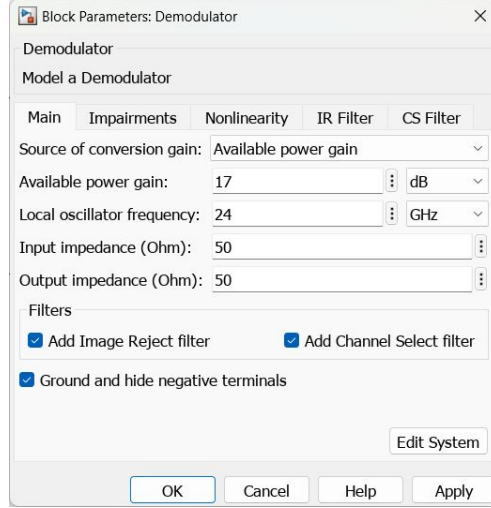 Block Parameters: Demodulator
Demodulator
Model a Demodulator
Main Impairments Nonlinearity IR Filter CS Filter
Source of conversion gain: Available power gain
Available power gain: 17 dB
Local oscillator frequency: 24 GHz
Input impedance (Ohm): 50
Output impedance (Ohm): 50
Filters
Add Image Reject filter Add Channel Select filter
Ground and hide negative terminals
Edit System
OK Cancel Help Apply